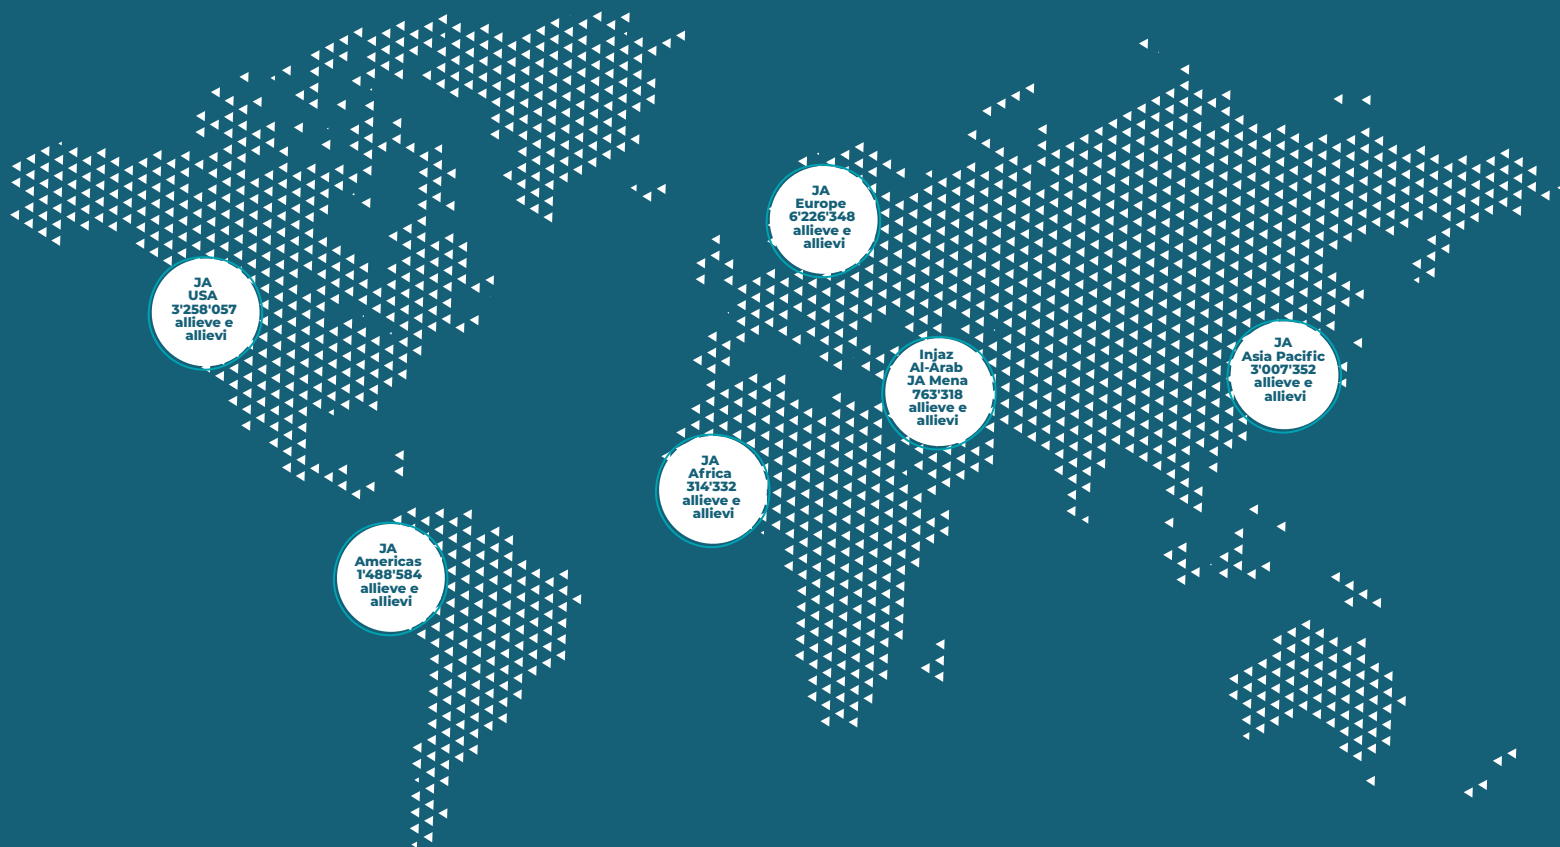 JA
Europe
6'226'348
allieve e
allievi
JA
USA
3'258'057
allieve e
allievi
JA
Asia Pacific
3'007'352
allieve e
allievi
Injaz
Al-Arab
JA Mena
763'318
allieve e
allievi
JA
Africa
314'332
allieve e
allievi
JA
Americas
1'488'584
allieve e
allievi